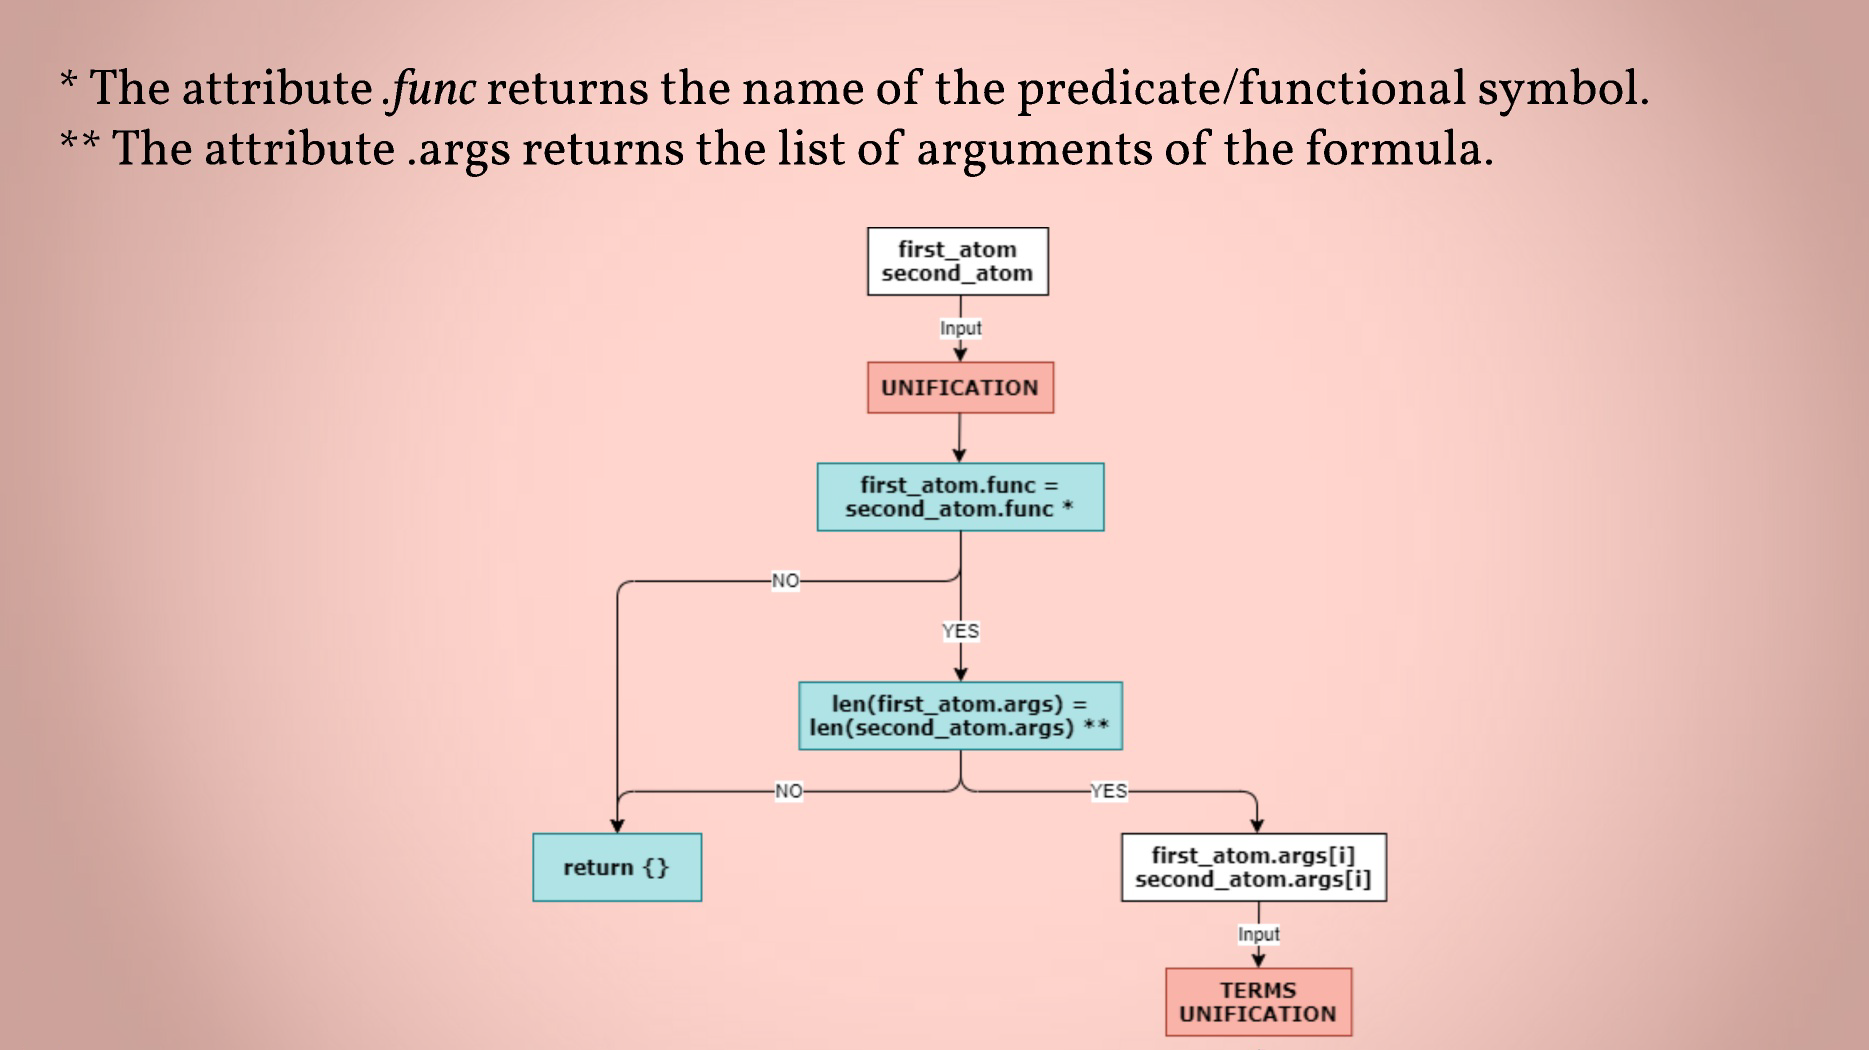 * The attribute .func returns the name of the predicate/functional symbol.
** The attribute .args returns the list of arguments of the formula.
first_atom
second_atom
Input
UNIFICATION
first_atom.func =
second_atom.func *
NO
YES
len(first_atom.args) =
len(second_atom.args) **
NO
YES
return {}
first_atom.args[i]
second_atom.args[i]
Input
TERMS
UNIFICATION